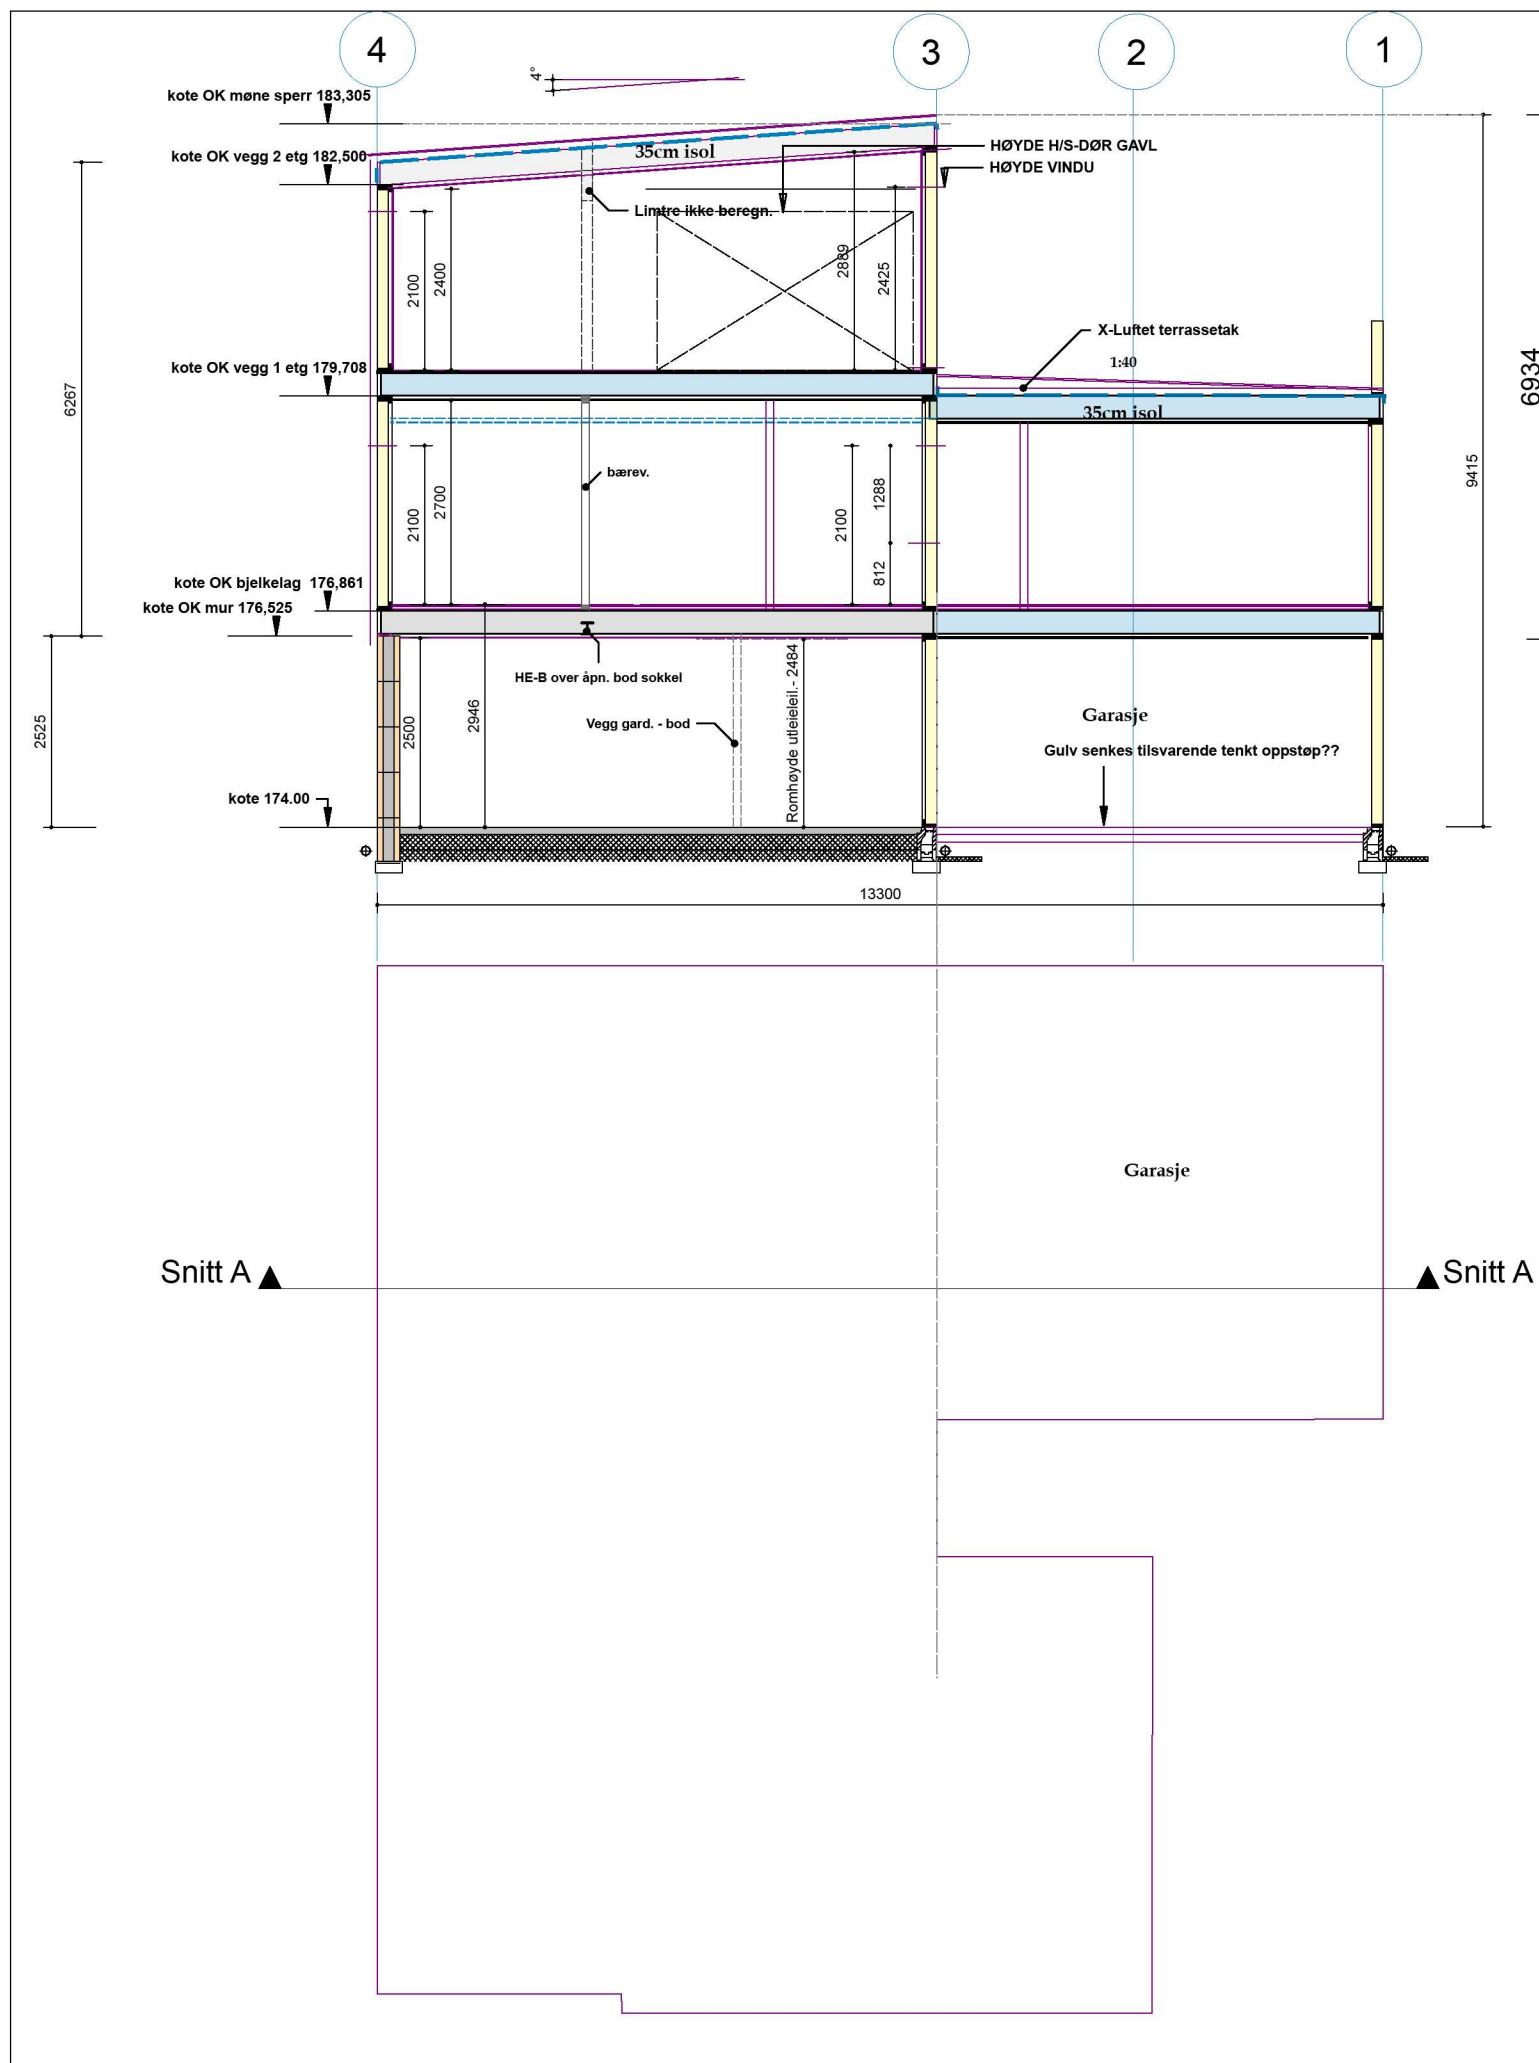 4
3
2
1
4°
kote OK møne sperr 183,305
kote OK vegg 2 etg 182,500
35cm isol
HØYDE H/S-DØR GAVL
HØYDE VINDU
Limtre ikke beregn.
2100
2400
2889
2425
kote OK vegg 1 etg 179,708
X-Luftet terrassetak
1:40
35cm isol
6267
6934
9415
bærev.
2100
2700
2100
1288
812
kote OK bjelkelag 176,861
kote OK mur 176,525
HE-B over åpn. bod sokkel
Vegg gard. - bod
2525
2500
2946
Romhøyde utleieleil.- 2484
Garasje
Gulv senkes tilsvarende tenkt oppstøp??
kote 174.00
13300
Garasje
Snitt A
Snitt A